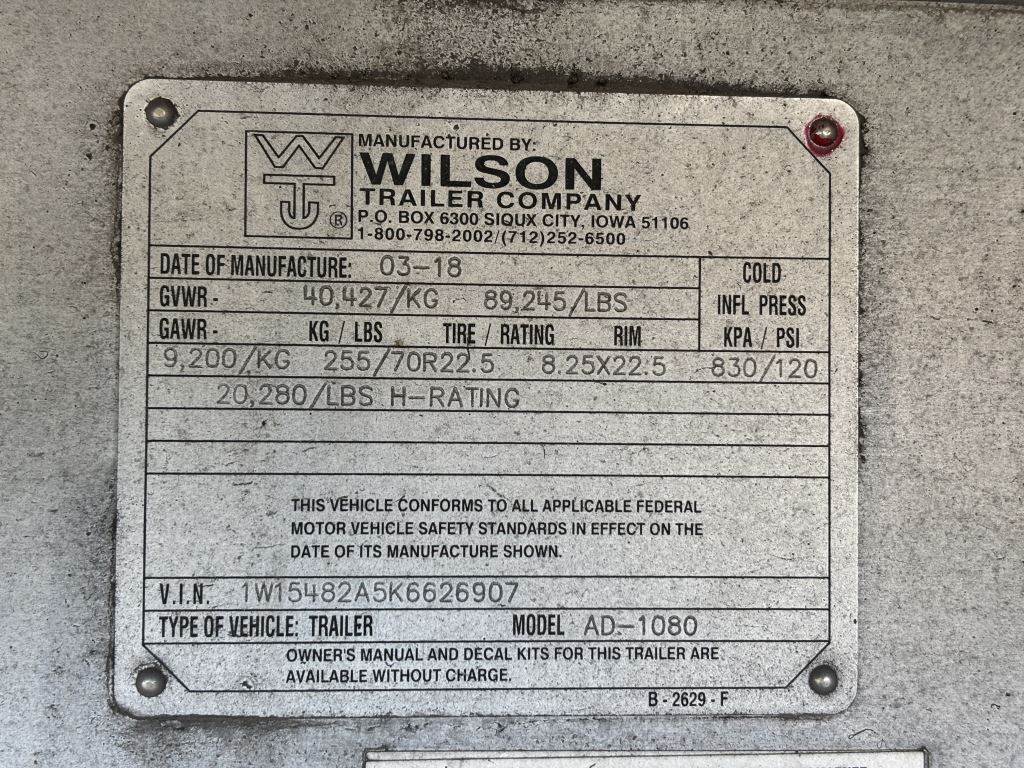 WT
®
MANUFACTURED BY:
WILSON
TRAILER COMPANY
P.O. BOX 6300 SIOUX CITY, IOWA 51106
1-800-798-2002/(712)252-6500
DATE OF MANUFACTURE: 03-18
GVWR - 40,427/KG 89,245/LBS
COLD
INFL PRESS
KPA / PSI
GAWR - KG / LBS TIRE / RATING RIM
9,200/KG 255/70R22.5 8.25X22.5 830/120
20,280/LBS H-RATING
THIS VEHICLE CONFORMS TO ALL APPLICABLE FEDERAL
MOTOR VEHICLE SAFETY STANDARDS IN EFFECT ON THE
DATE OF ITS MANUFACTURE SHOWN.
V.I.N. 1W15482A5K6626907
TYPE OF VEHICLE: TRAILER MODEL AD-1080
OWNER'S MANUAL AND DECAL KITS FOR THIS TRAILER ARE
AVAILABLE WITHOUT CHARGE.
B - 2629 - F